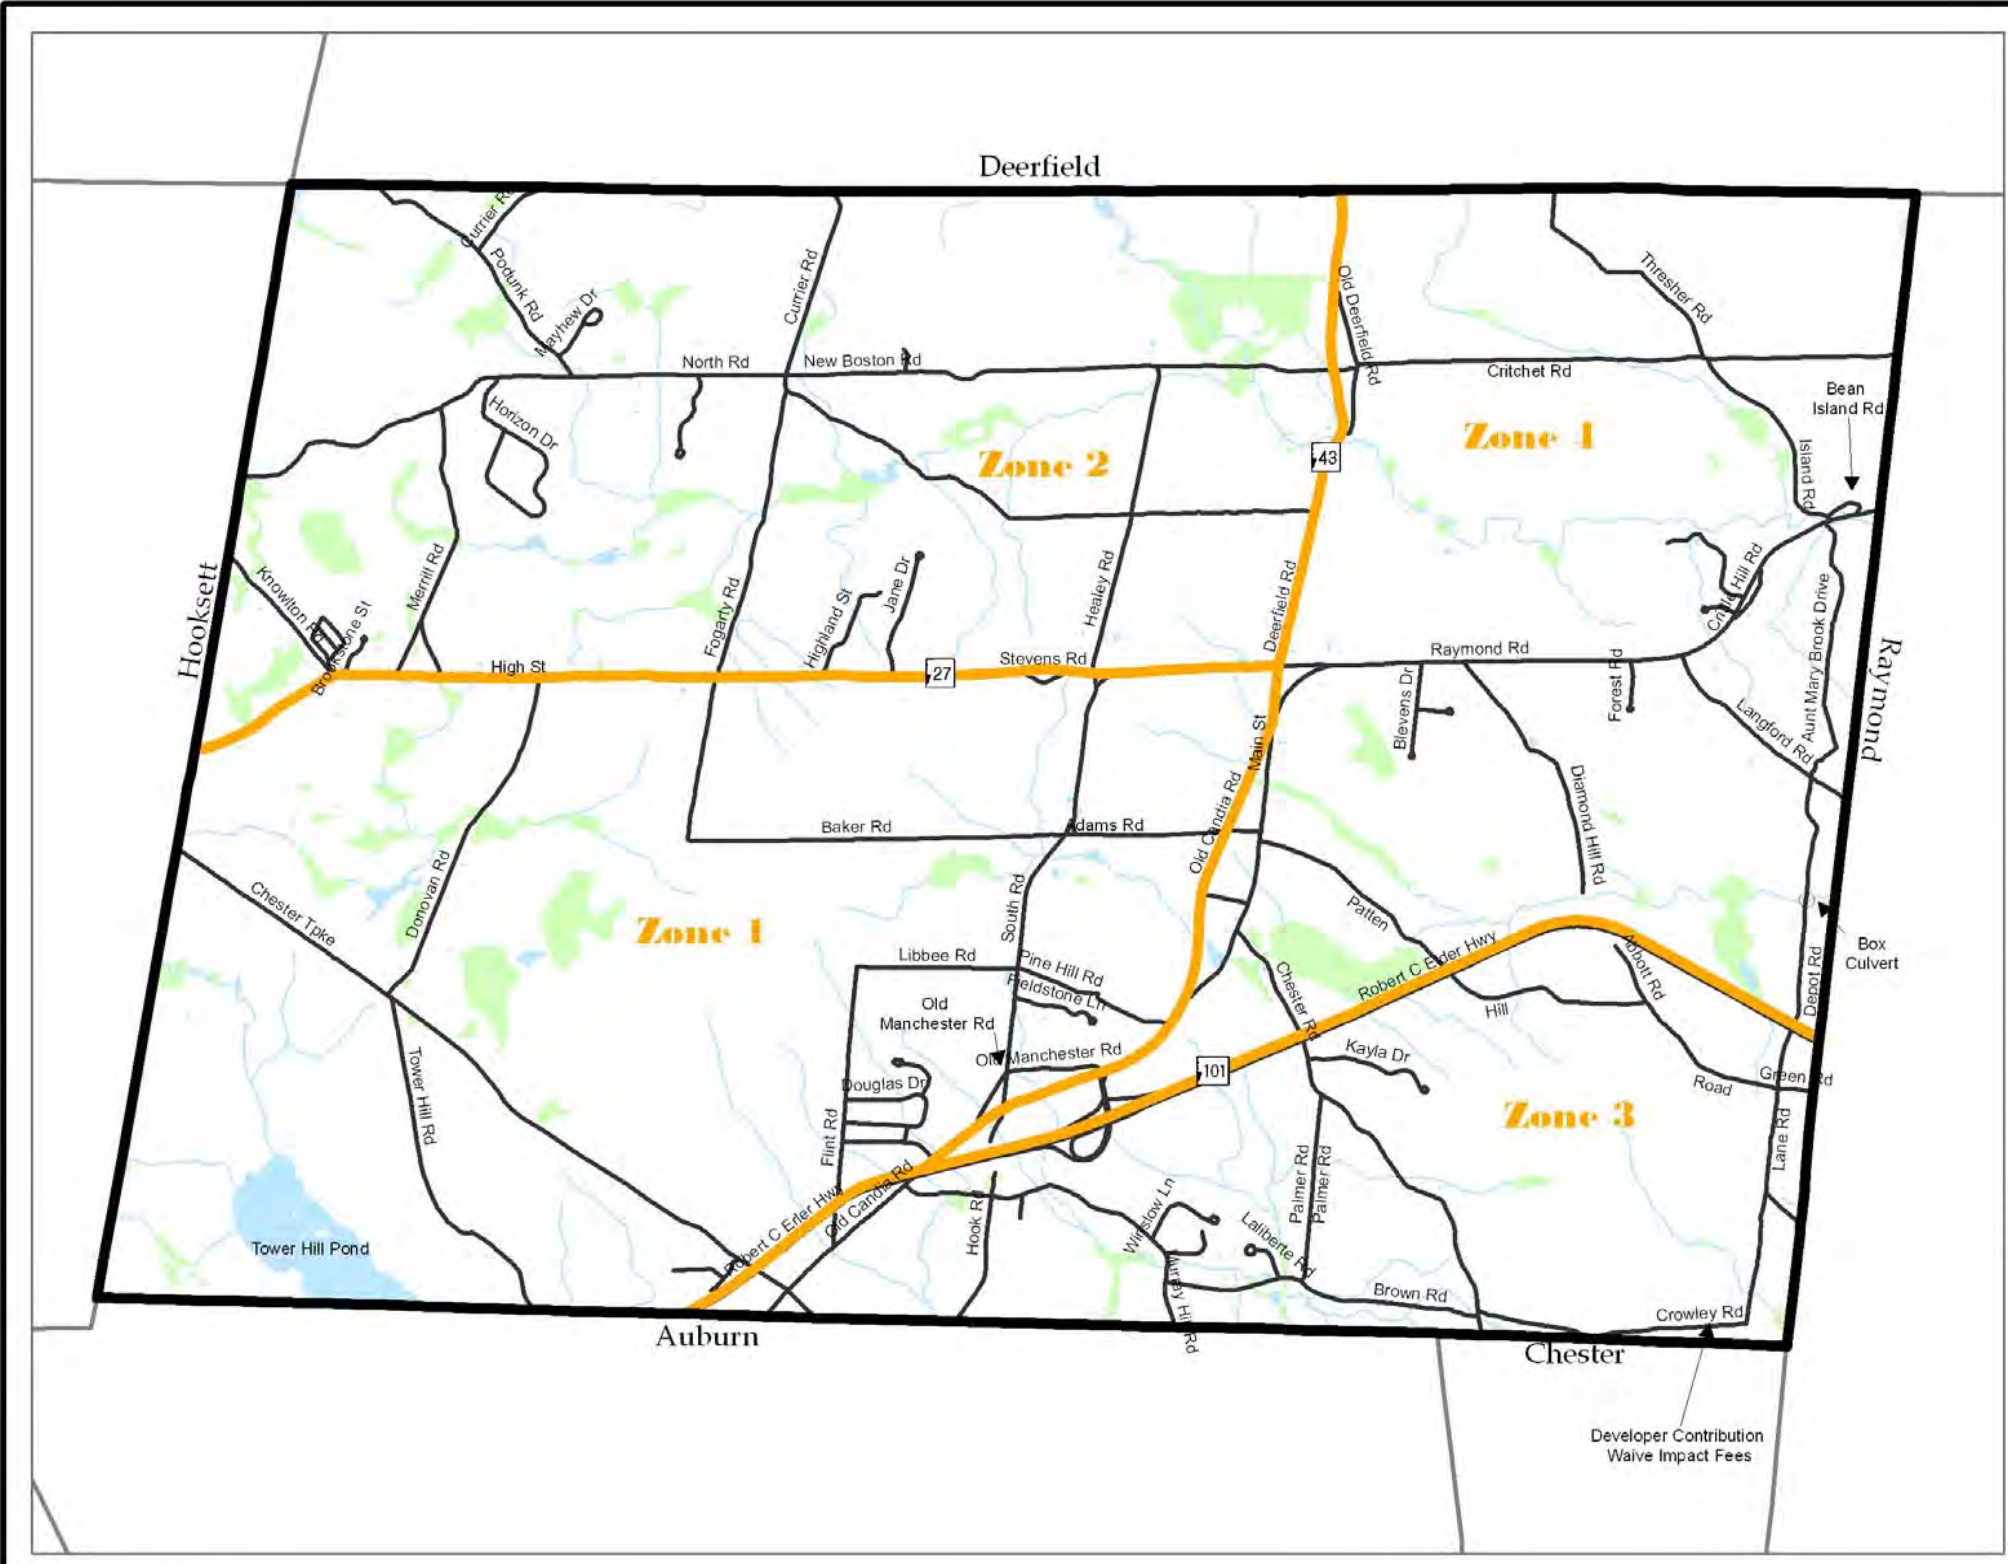 Deerfield
Currier Rd
Podunk Rd
Mayhew Dr
Currier Rd
Old Deerfield Rd
Thresher Rd
North Rd
New Boston Rd
Critchet Rd
Bean
Island Rd
Horizon Dr
Zone 2
43
Zone 4
Island Rd
Hooksett
Knowlton Rd
Brookstone St
Merrill Rd
Fogarty Rd
Highland St
Jane Dr
Healey Rd
Deerfield Rd
Critchet Hill Rd
Aunt Mary Brook Drive
Raymond
High St
27
Stevens Rd
Raymond Rd
Blevens Dr
Forest Rd
Langford Rd
Main St
Old Candia Rd
Diamond Hill Rd
Baker Rd
Adams Rd
Chester Tpke
Donovan Rd
Zone 1
South Rd
Patten
Robert C Erler Hwy
Abbott Rd
Box
Culvert
Depot Rd
Libbee Rd
Pine Hill Rd
Fieldstone Ln
Chester Rd
Hill
Old
Manchester Rd
Old Manchester Rd
101
Kayla Dr
Road
Green Rd
Tower Hill Rd
Douglas Dr
Flint Rd
Zone 3
Lane Rd
Palmer Rd
Palmer Rd
Robert C Erler Hwy
Old Candia Rd
Hook Rd
Winslow Ln
Laliberte Rd
Murray Hill Rd
Tower Hill Pond
Brown Rd
Crowley Rd
Auburn
Chester
Developer Contribution
Waive Impact Fees